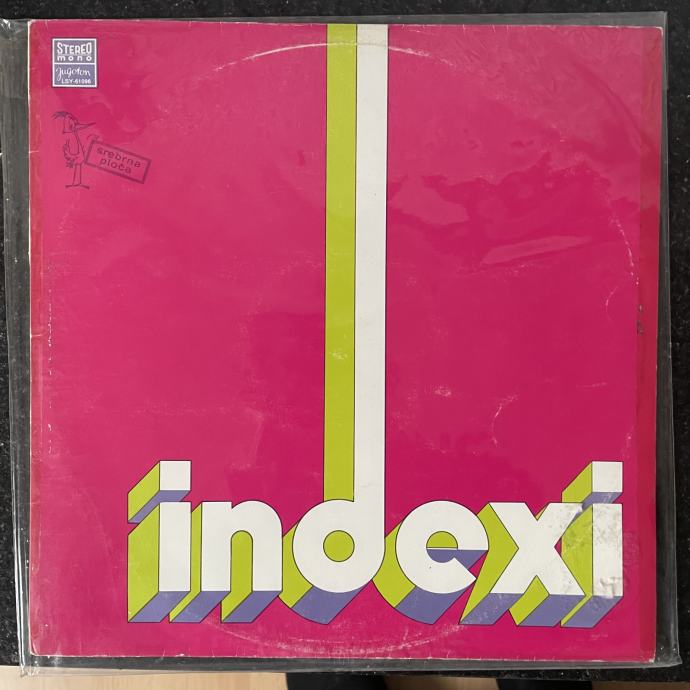 STEREO
mono
Jugoton
LSY-61096
srebrna
ploča
indexi